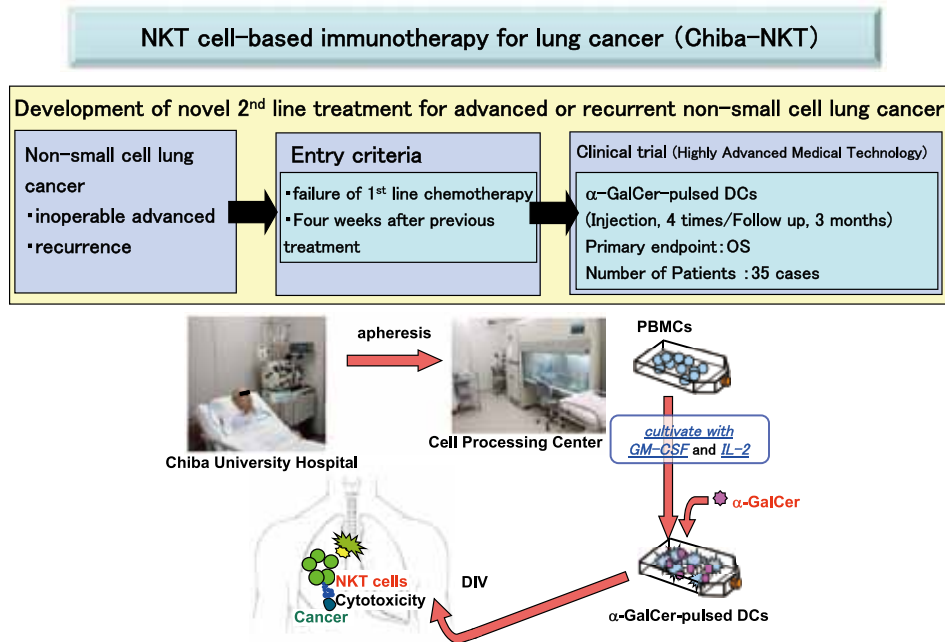 NKT cell-based immunotherapy for lung cancer (Chiba-NKT)
Development of novel 2nd line treatment for advanced or recurrent non-small cell lung cancer
Non-small cell lung
cancer
・inoperable advanced
・recurrence
Entry criteria
・failure of 1st line chemotherapy
・Four weeks after previous
treatment
Clinical trial (Highly Advanced Medical Technology)
α-GalCer-pulsed DCs
(Injection, 4 times/Follow up, 3 months)
Primary endpoint:OS
Number of Patients :35 cases
apheresis
PBMCs
Chiba University Hospital
Cell Processing Center
cultivate with
GM-CSF and IL-2
α-GalCer
NKT cells
Cytotoxicity
Cancer
DIV
α-GalCer-pulsed DCs